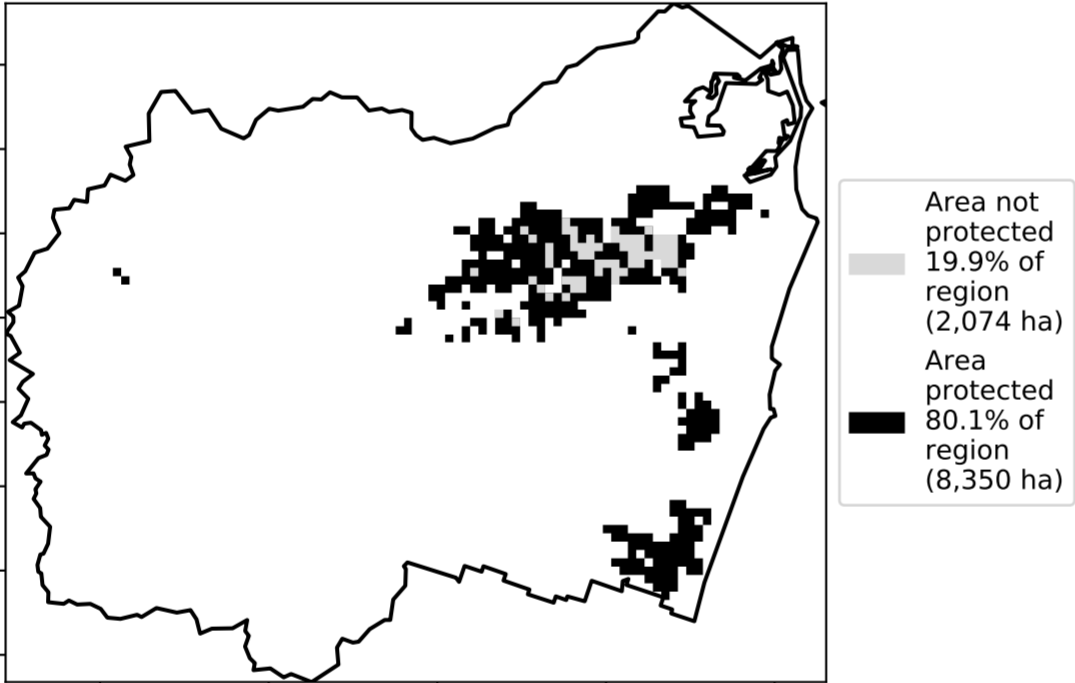 Area not
protected
19.9% of
region
(2,074 ha)
Area
protected
80.1% of
region
(8,350 ha)